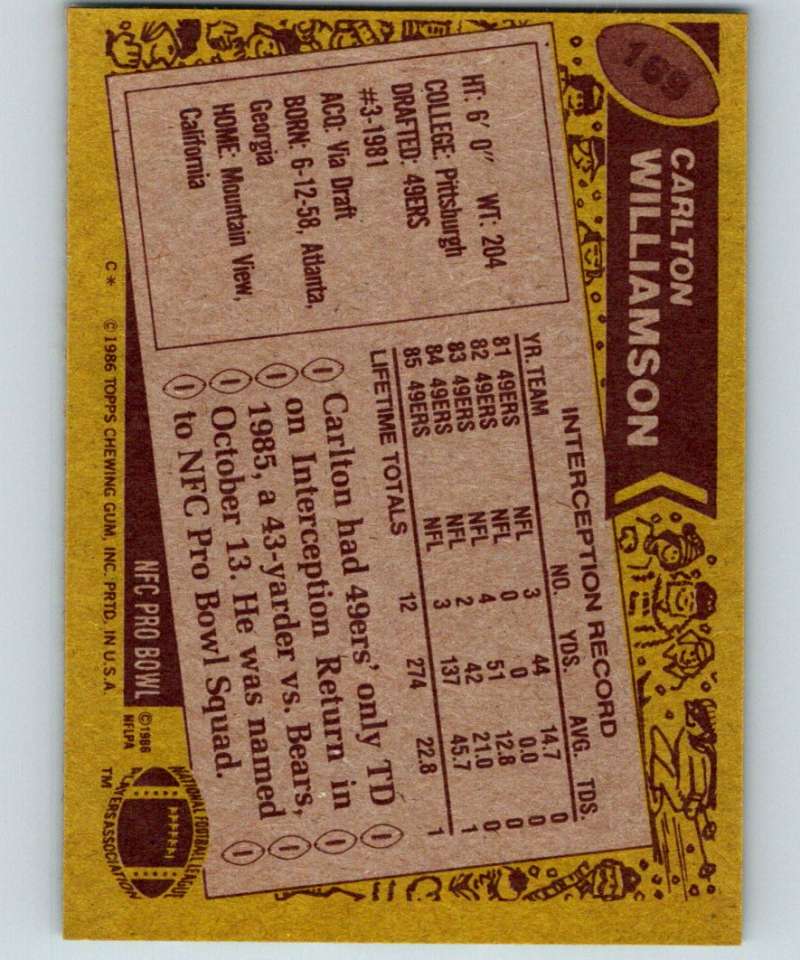 169
CARLTON
WILLIAMSON
HT: 6' 0" WT: 204
COLLEGE: Pittsburgh
DRAFTED: 49ERS
#3-1981
ACQ: Via Draft
BORN: 6-12-58, Atlanta,
Georgia
HOME: Mountain View,
California
INTERCEPTION RECORD
YR. TEAM NO. YDS. AVG. TDS.
81 49ERS NFL 3 44 14.7 0
82 49ERS NFL 0 0 0.0 0
83 49ERS NFL 4 51 12.8 0
84 49ERS NFL 2 42 21.0 0
85 49ERS NFL 3 137 45.7 1
LIFETIME TOTALS 12 274 22.8 1
Carlton had 49ers' only TD
on Interception Return in
1985, a 43-yarder vs. Bears,
October 13. He was named
to NFC Pro Bowl Squad.
NFC PRO BOWL
C* ©1986 TOPPS CHEWING GUM, INC. PRTD. IN U.S.A.
©1986
NFLPA
NATIONAL FOOTBALL LEAGUE
PLAYERS ASSOCIATION
TM